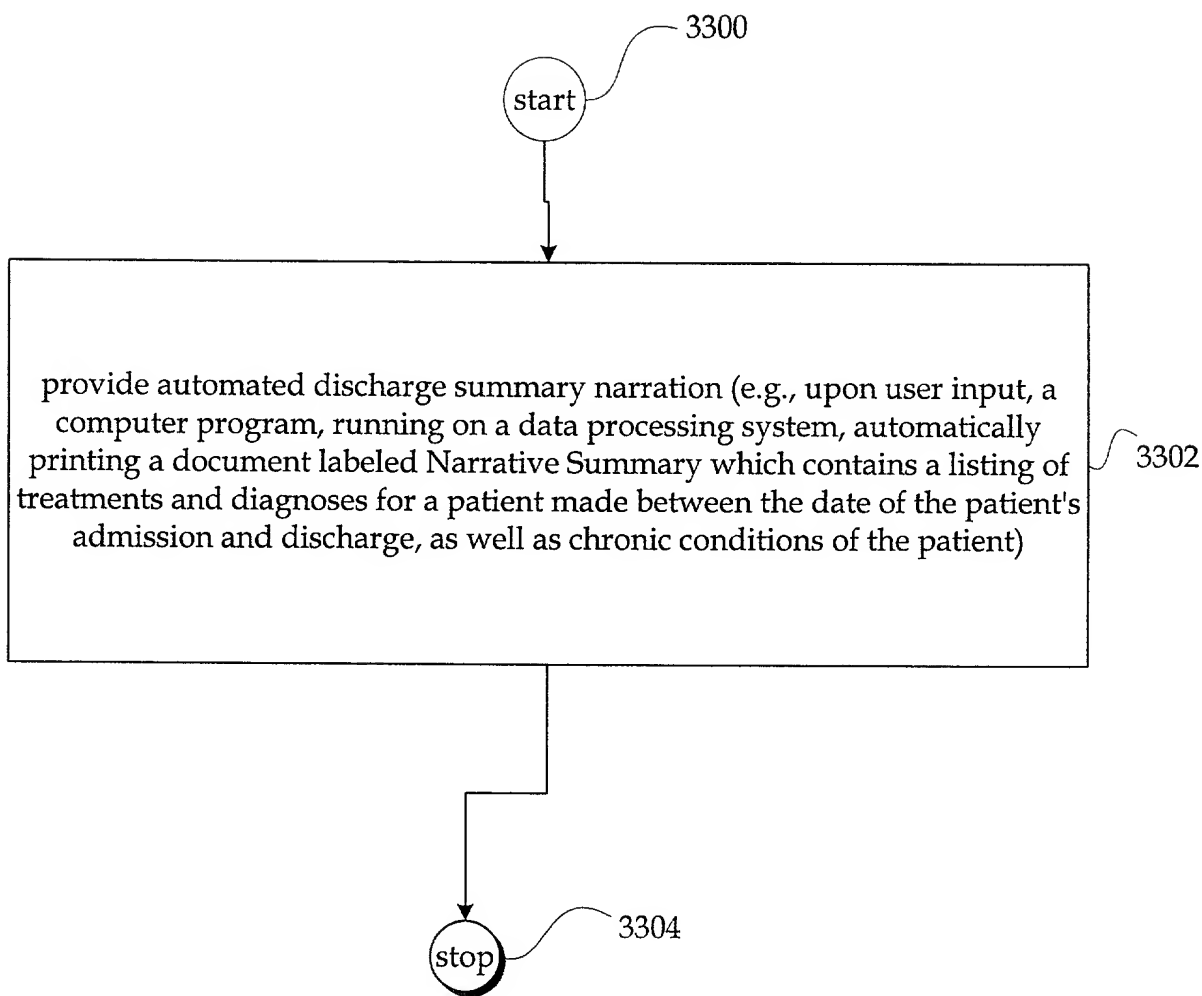 3300
start
provide automated discharge summary narration (e.g., upon user input, a
computer program, running on a data processing system, automatically
printing a document labeled Narrative Summary which contains a listing of
treatments and diagnoses for a patient made between the date of the patient's
admission and discharge, as well as chronic conditions of the patient)
3302
3304
stop